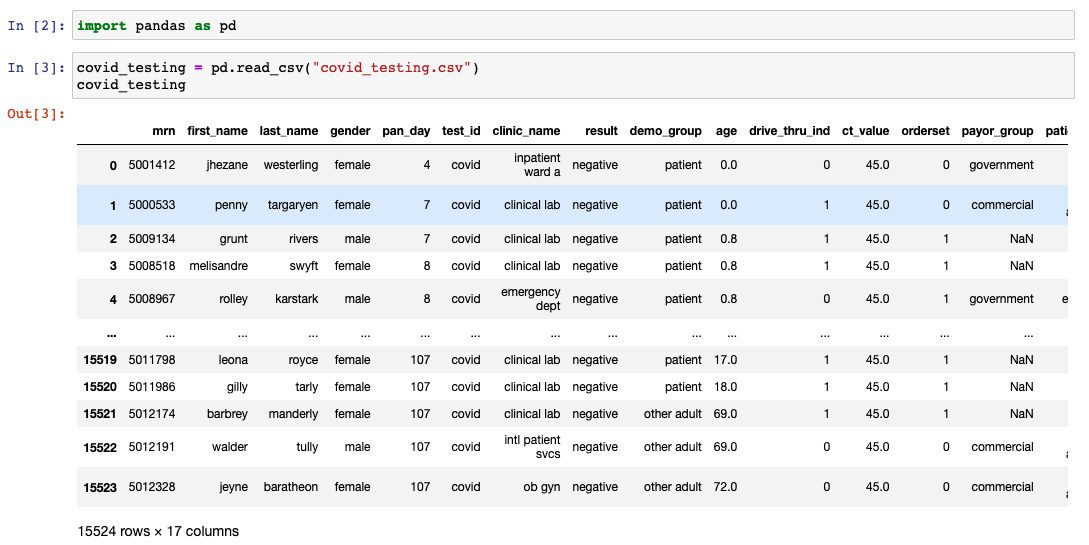 In [2]: import pandas as pd
In [3]: covid_testing = pd.read_csv("covid_testing.csv")
covid_testing
Out[3]:
mrn first_name last_name gender pan_day test_id clinic_name result demo_group age drive_thru_ind ct_value orderset payor_group
0 5001412 jhezane westerling female 4 covid inpatient ward a negative patient 0.0 0 45.0 0 government
1 5000533 penny targaryen female 7 covid clinical lab negative patient 0.0 1 45.0 0 commercial
2 5009134 grunt rivers male 7 covid clinical lab negative patient 0.8 1 45.0 1 NaN
3 5008518 melisandre swyft female 8 covid clinical lab negative patient 0.8 1 45.0 1 NaN
4 5008967 rolley karstark male 8 covid emergency dept negative patient 0.8 0 45.0 1 government
... ... ... ... ... ... ... ... ... ... ... ... ... ... ...
15519 5011798 leona royce female 107 covid clinical lab negative patient 17.0 1 45.0 1 NaN
15520 5011986 gilly tarly female 107 covid clinical lab negative patient 18.0 1 45.0 1 NaN
15521 5012174 barbrey manderly female 107 covid clinical lab negative other adult 69.0 1 45.0 1 NaN
15522 5012191 walder tully male 107 covid intl patient svcs negative other adult 69.0 0 45.0 0 commercial
15523 5012328 jeyne baratheon female 107 covid ob gyn negative other adult 72.0 0 45.0 0 commercial
15524 rows × 17 columns